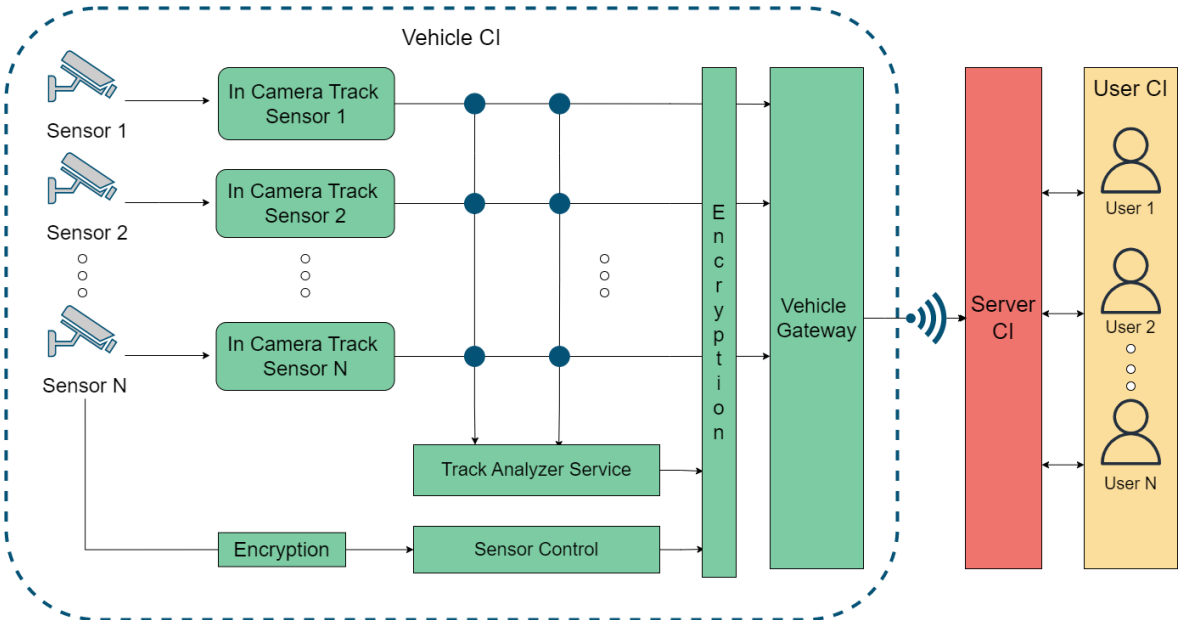 Vehicle CI
Sensor 1
In Camera Track
Sensor 1
Sensor 2
In Camera Track
Sensor 2
Sensor N
In Camera Track
Sensor N
Track Analyzer Service
Encryption
Sensor Control
Encryption
Vehicle
Gateway
Server
CI
User CI
User 1
User 2
User N